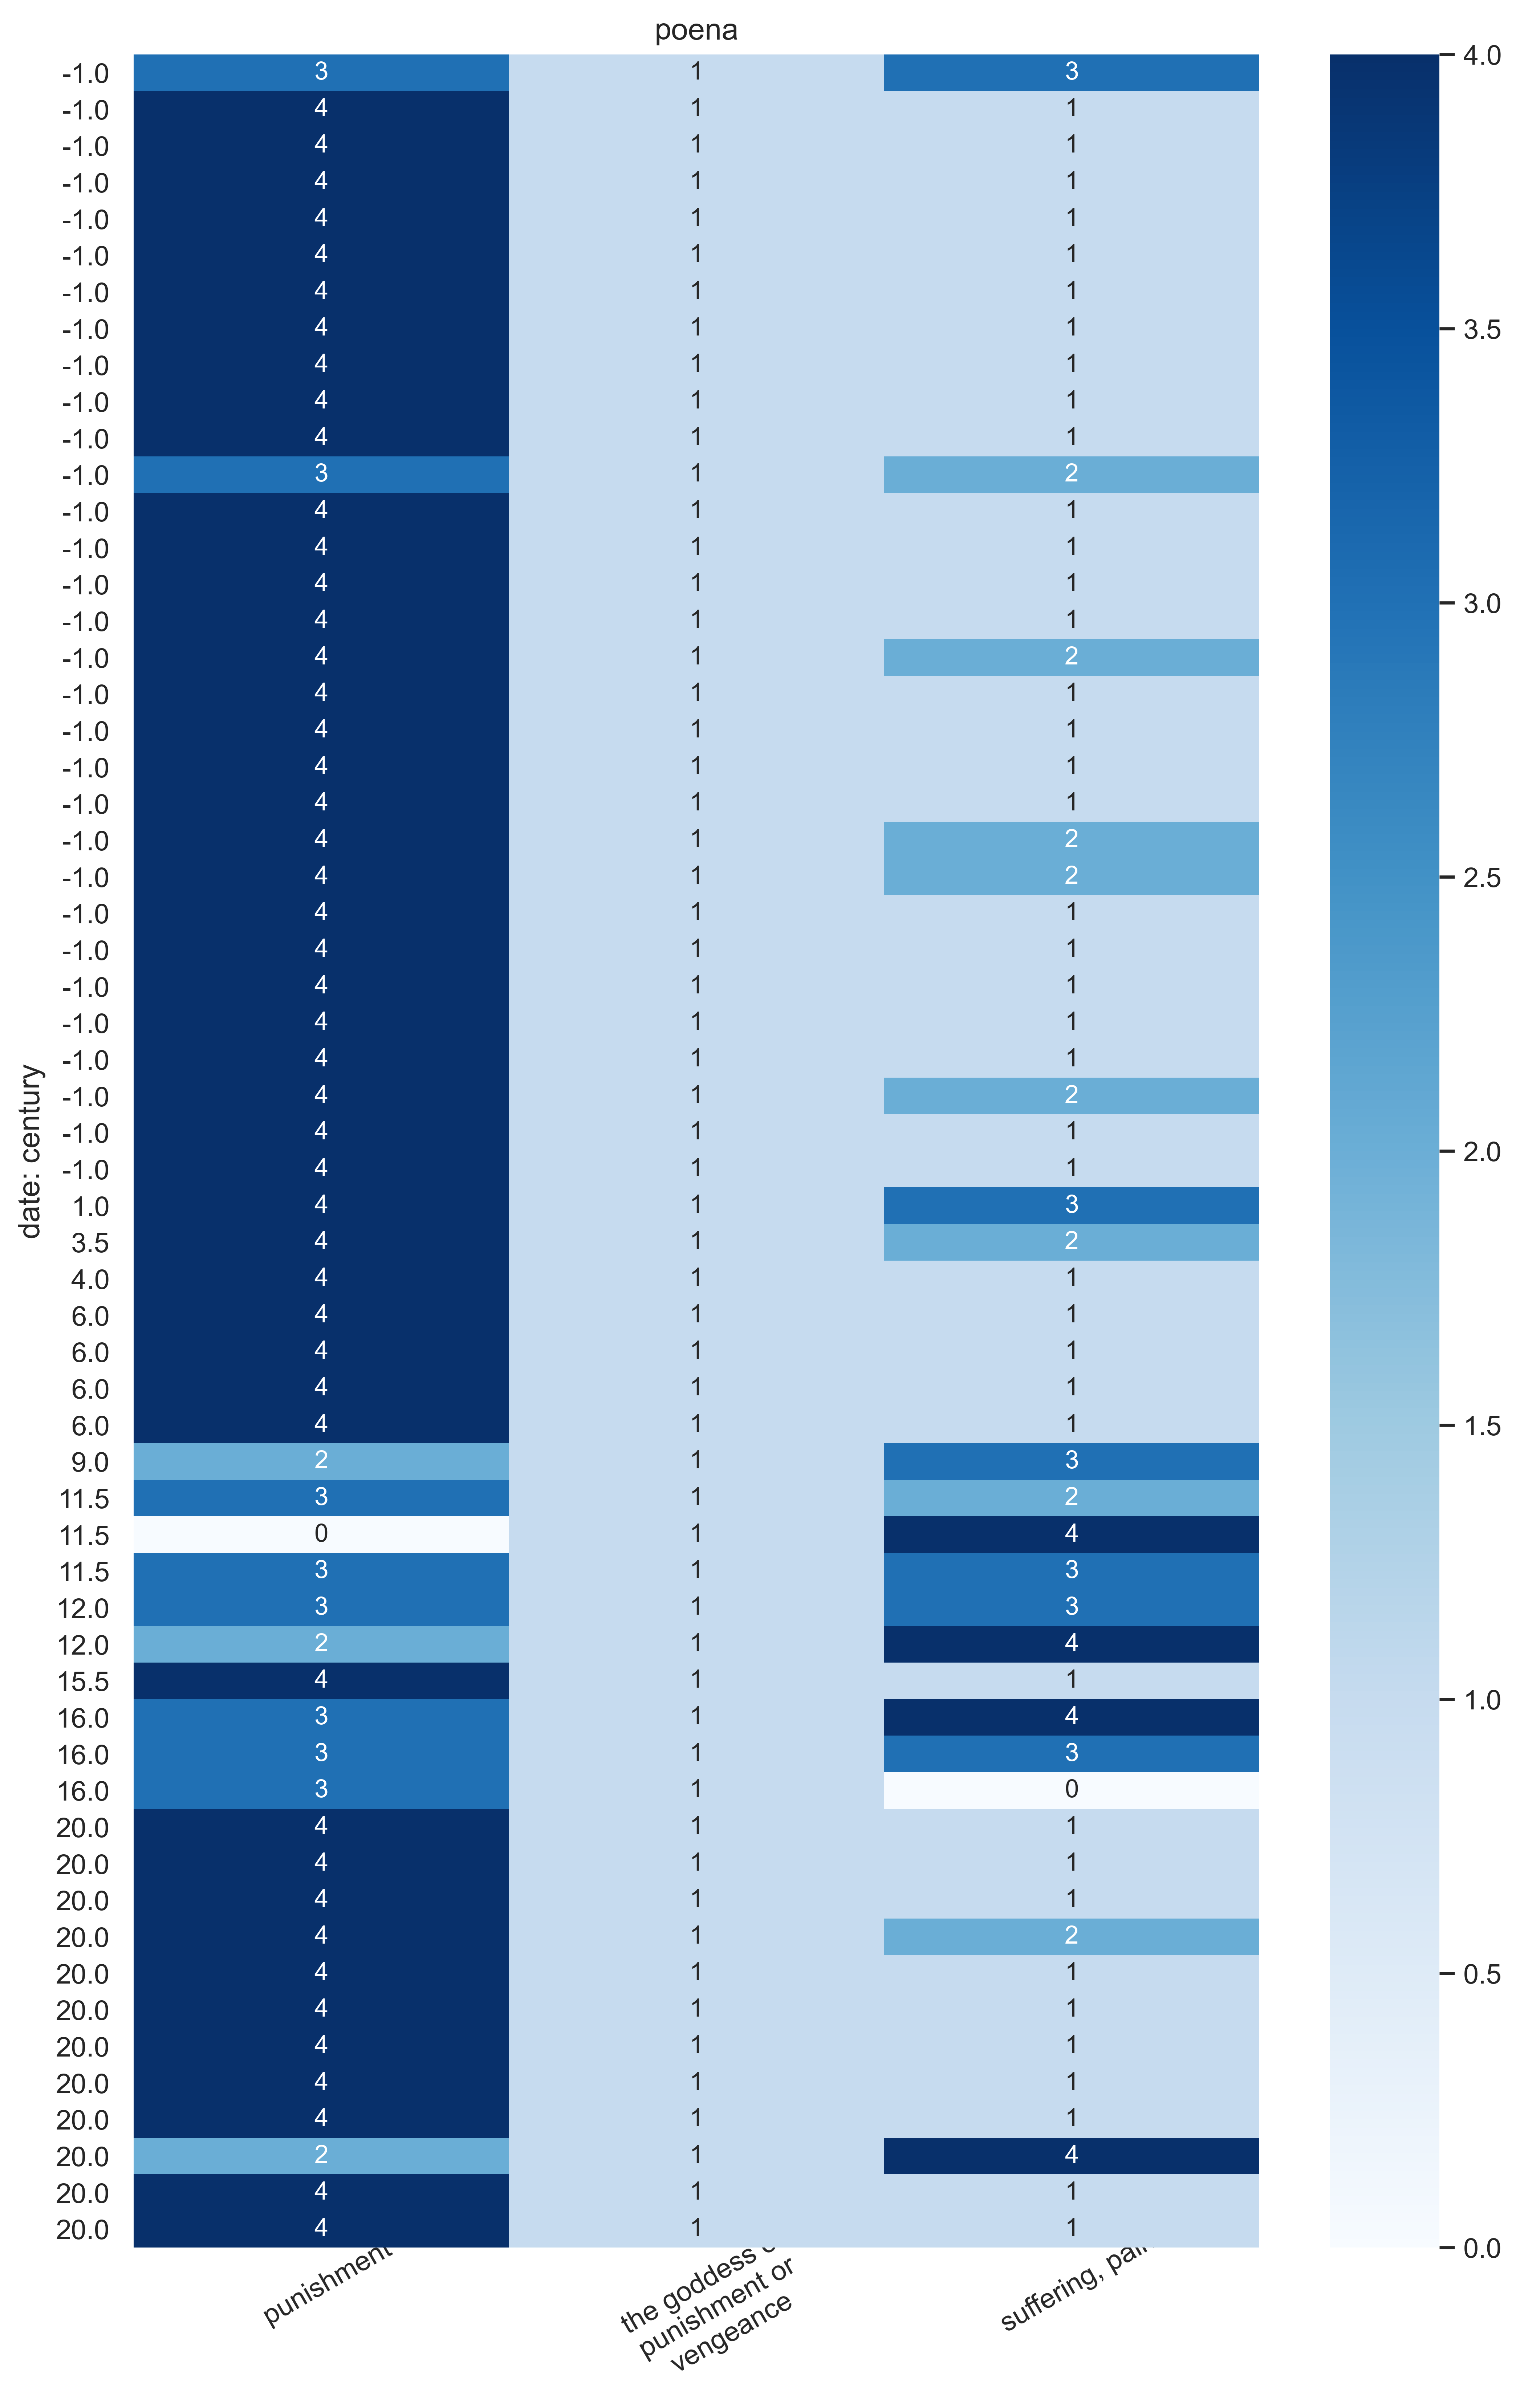 poena
-1.0 3 1 3
-1.0 4 1 1
-1.0 4 1 1
-1.0 4 1 1
-1.0 4 1 1
-1.0 4 1 1
-1.0 4 1 1
-1.0 4 1 1
-1.0 4 1 1
-1.0 4 1 1
-1.0 4 1 1
-1.0 3 1 2
-1.0 4 1 1
-1.0 4 1 1
-1.0 4 1 1
-1.0 4 1 1
-1.0 4 1 2
-1.0 4 1 1
-1.0 4 1 1
-1.0 4 1 1
-1.0 4 1 1
-1.0 4 1 2
-1.0 4 1 2
-1.0 4 1 1
-1.0 4 1 1
-1.0 4 1 1
-1.0 4 1 1
-1.0 4 1 1
-1.0 4 1 2
-1.0 4 1 1
-1.0 4 1 1
1.0 4 1 3
3.5 4 1 2
4.0 4 1 1
6.0 4 1 1
6.0 4 1 1
6.0 4 1 1
6.0 4 1 1
9.0 2 1 3
11.5 3 1 2
11.5 0 1 4
11.5 3 1 3
12.0 3 1 3
12.0 2 1 4
15.5 4 1 1
16.0 3 1 4
16.0 3 1 3
16.0 3 1 0
20.0 4 1 1
20.0 4 1 1
20.0 4 1 1
20.0 4 1 2
20.0 4 1 1
20.0 4 1 1
20.0 4 1 1
20.0 4 1 1
20.0 4 1 1
20.0 2 1 4
20.0 4 1 1
20.0 4 1 1
date: century
punishment
the goddess
punishment or
vengeance
suffering,
4.0
3.5
3.0
2.5
2.0
1.5
1.0
0.5
0.0